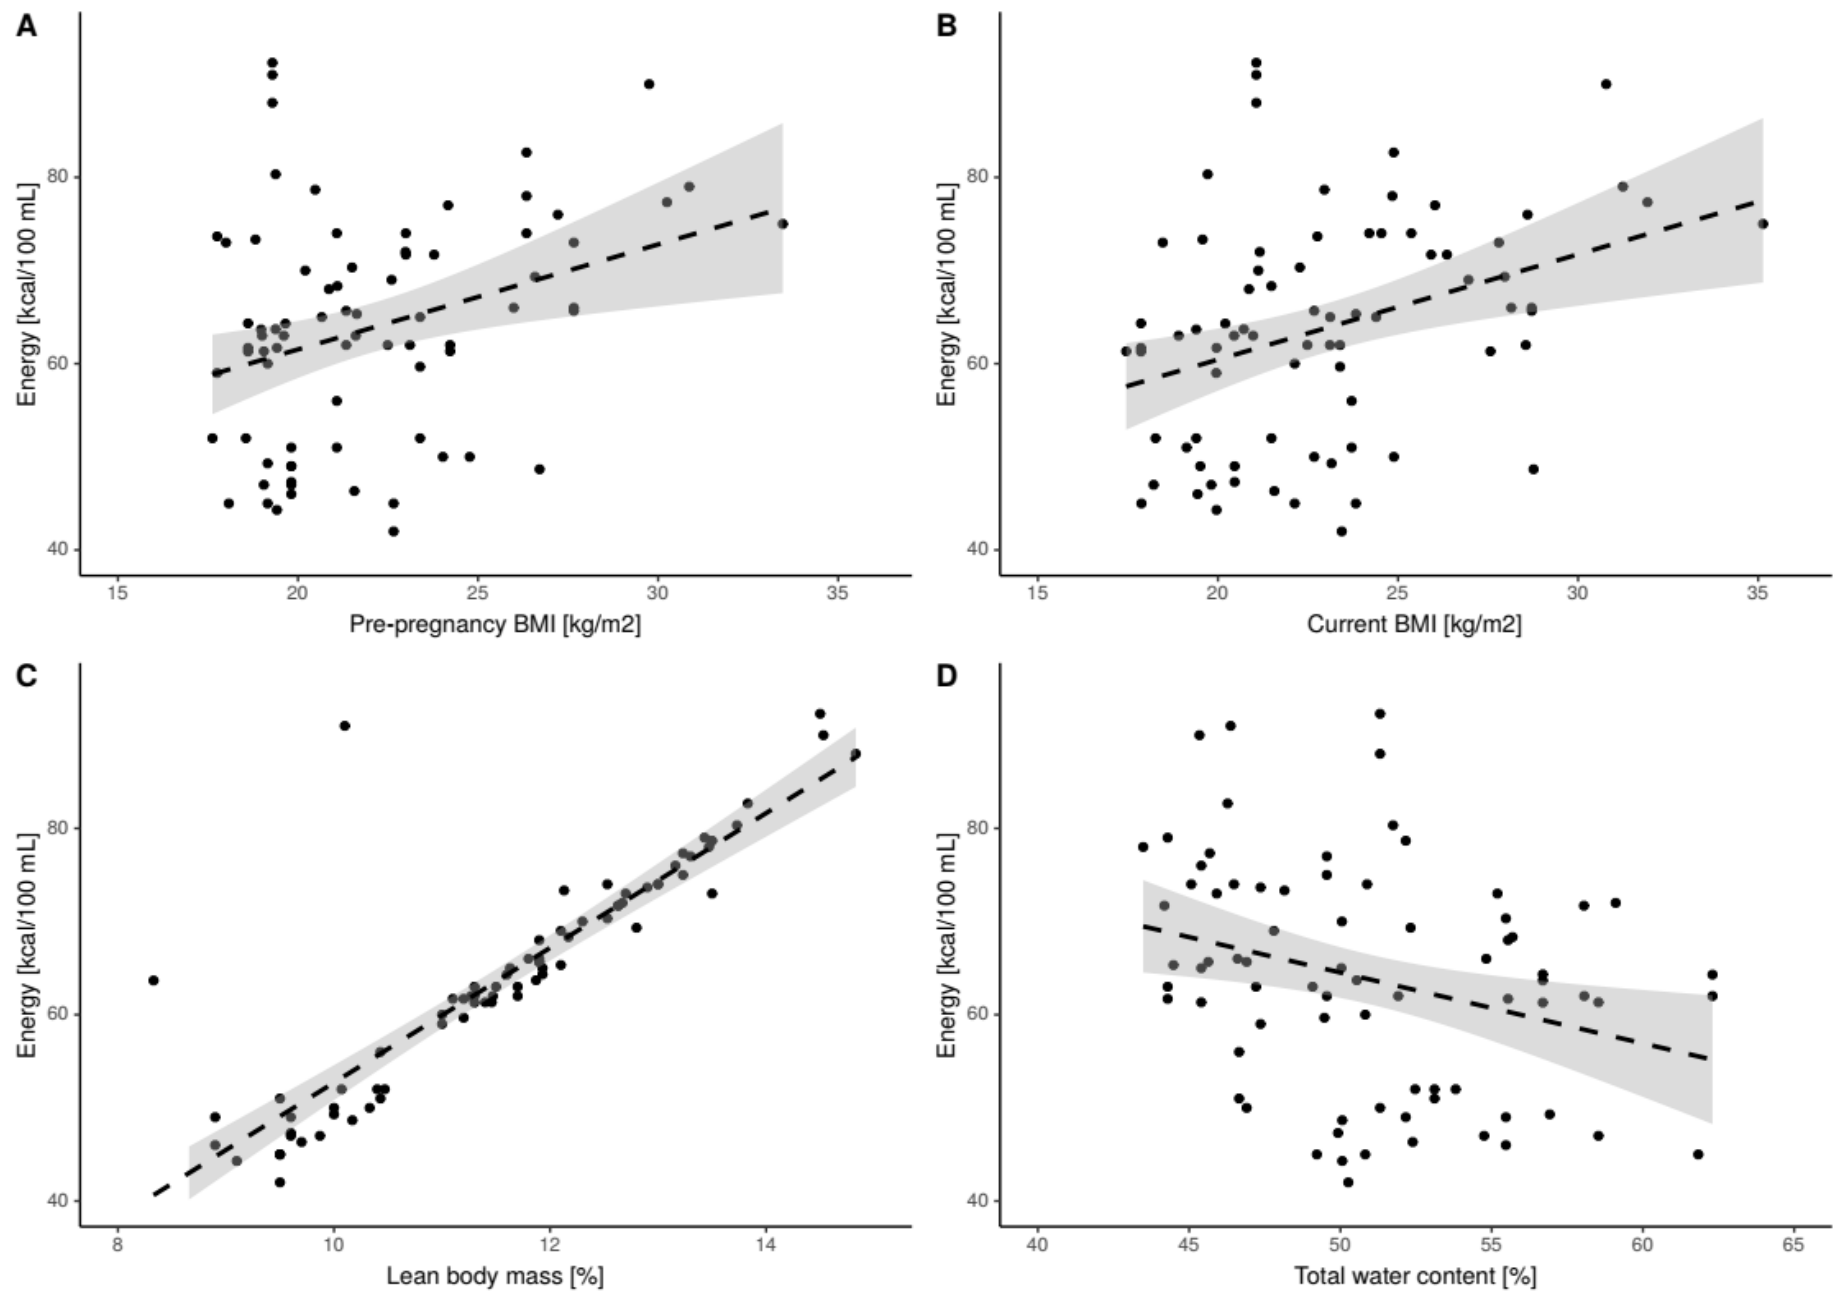 A
Energy [kcal/100 mL]
80
60
40
15 20 25 30 35
Pre-pregnancy BMI [kg/m2]
B
Energy [kcal/100 mL]
80
60
40
15 20 25 30 35
Current BMI [kg/m2]
C
Energy [kcal/100 mL]
80
60
40
8 10 12 14
Lean body mass [%]
D
Energy [kcal/100 mL]
80
60
40
40 45 50 55 60 65
Total water content [%]